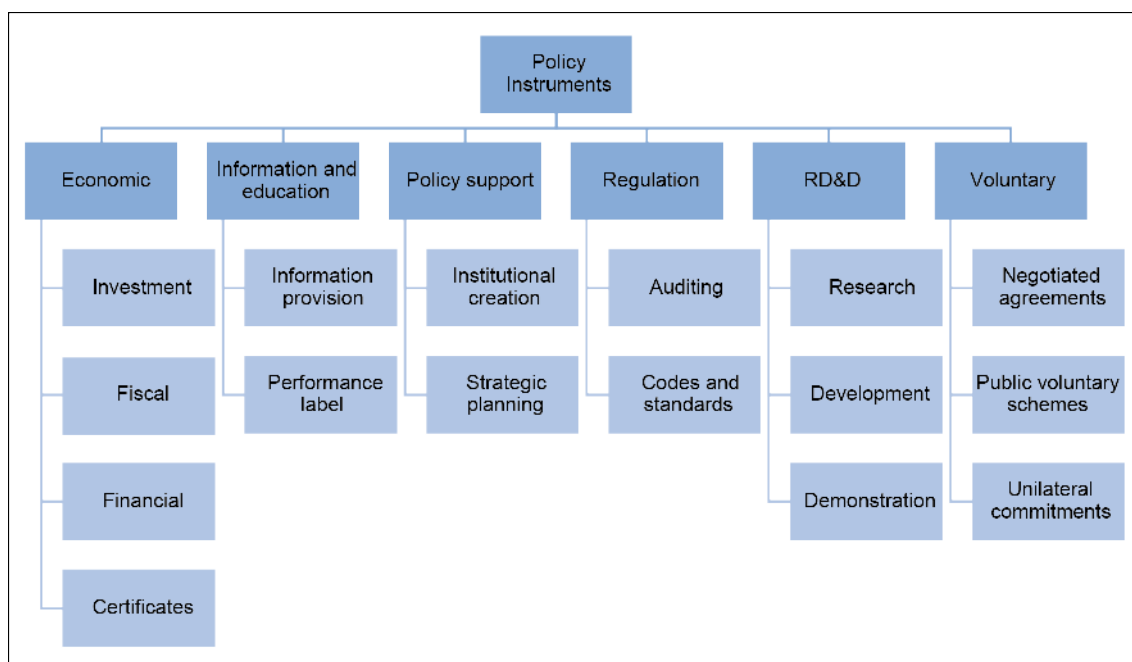 Policy
Instruments
Economic
Information and
education
Policy support
Regulation
RD&D
Voluntary
Investment
Information
provision
Institutional
creation
Auditing
Research
Negotiated
agreements
Fiscal
Performance
label
Strategic
planning
Codes and
standards
Development
Public voluntary
schemes
Financial
Demonstration
Unilateral
commitments
Certificates